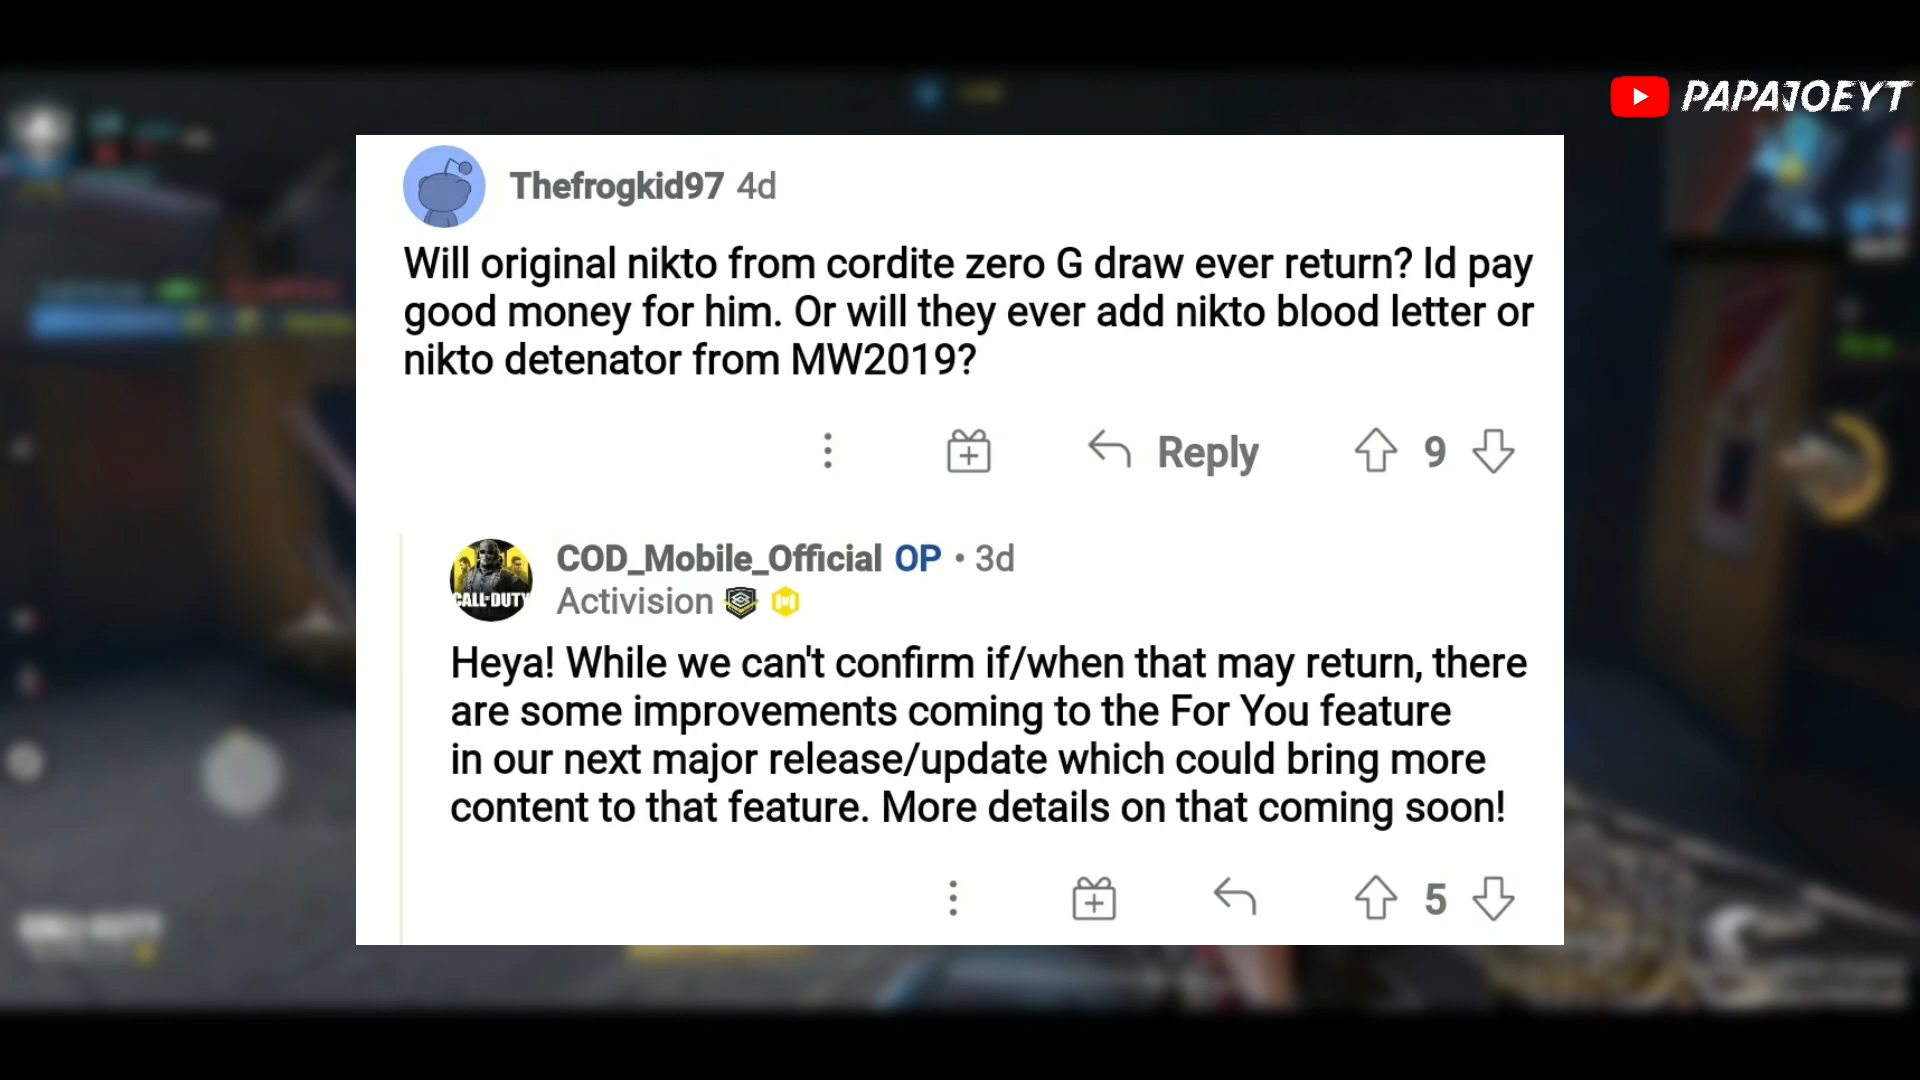 PAPAJOEYT
Thefrogkid97 4d
Will original nikto from cordite zero G draw ever return? Id pay
good money for him. Or will they ever add nikto blood letter or
nikto detenator from MW2019?
Reply 9
COD_Mobile_Official OP • 3d
CALL OF DUTY
Activision
Heya! While we can't confirm if/when that may return, there
are some improvements coming to the For You feature
in our next major release/update which could bring more
content to that feature. More details on that coming soon!
5